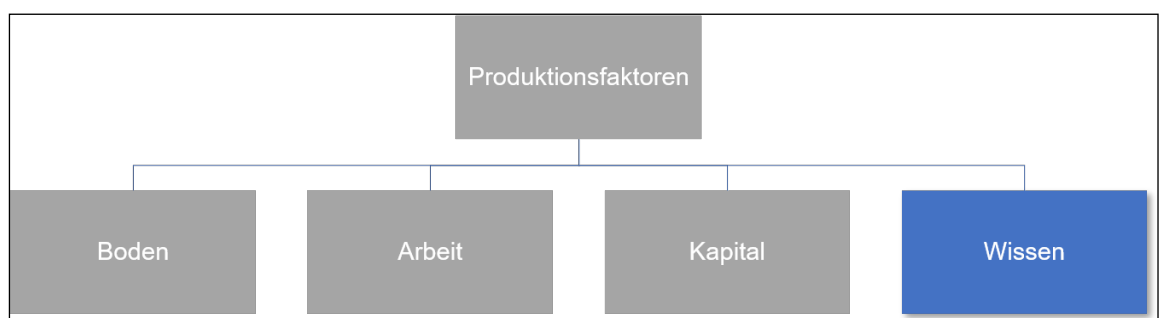 Produktionsfaktoren
Boden
Arbeit
Kapital
Wissen